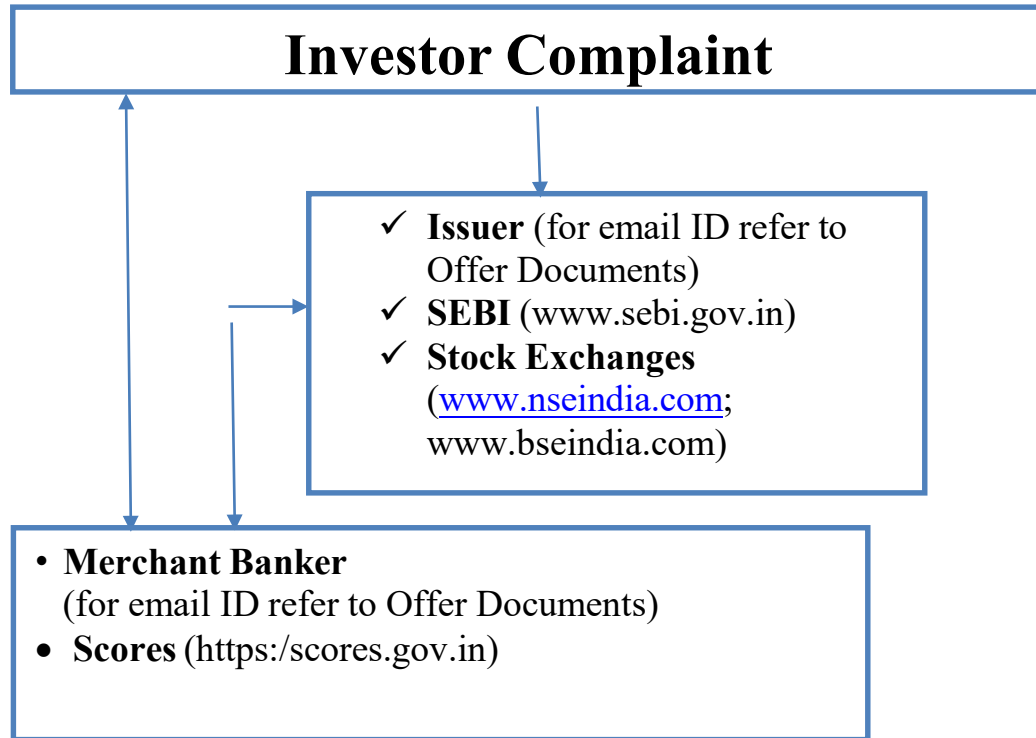 Investor Complaint
✓ Issuer (for email ID refer to
Offer Documents)
✓ SEBI (www.sebi.gov.in)
✓ Stock Exchanges
(www.nseindia.com;
www.bseindia.com)
• Merchant Banker
(for email ID refer to Offer Documents)
• Scores (https:/scores.gov.in)